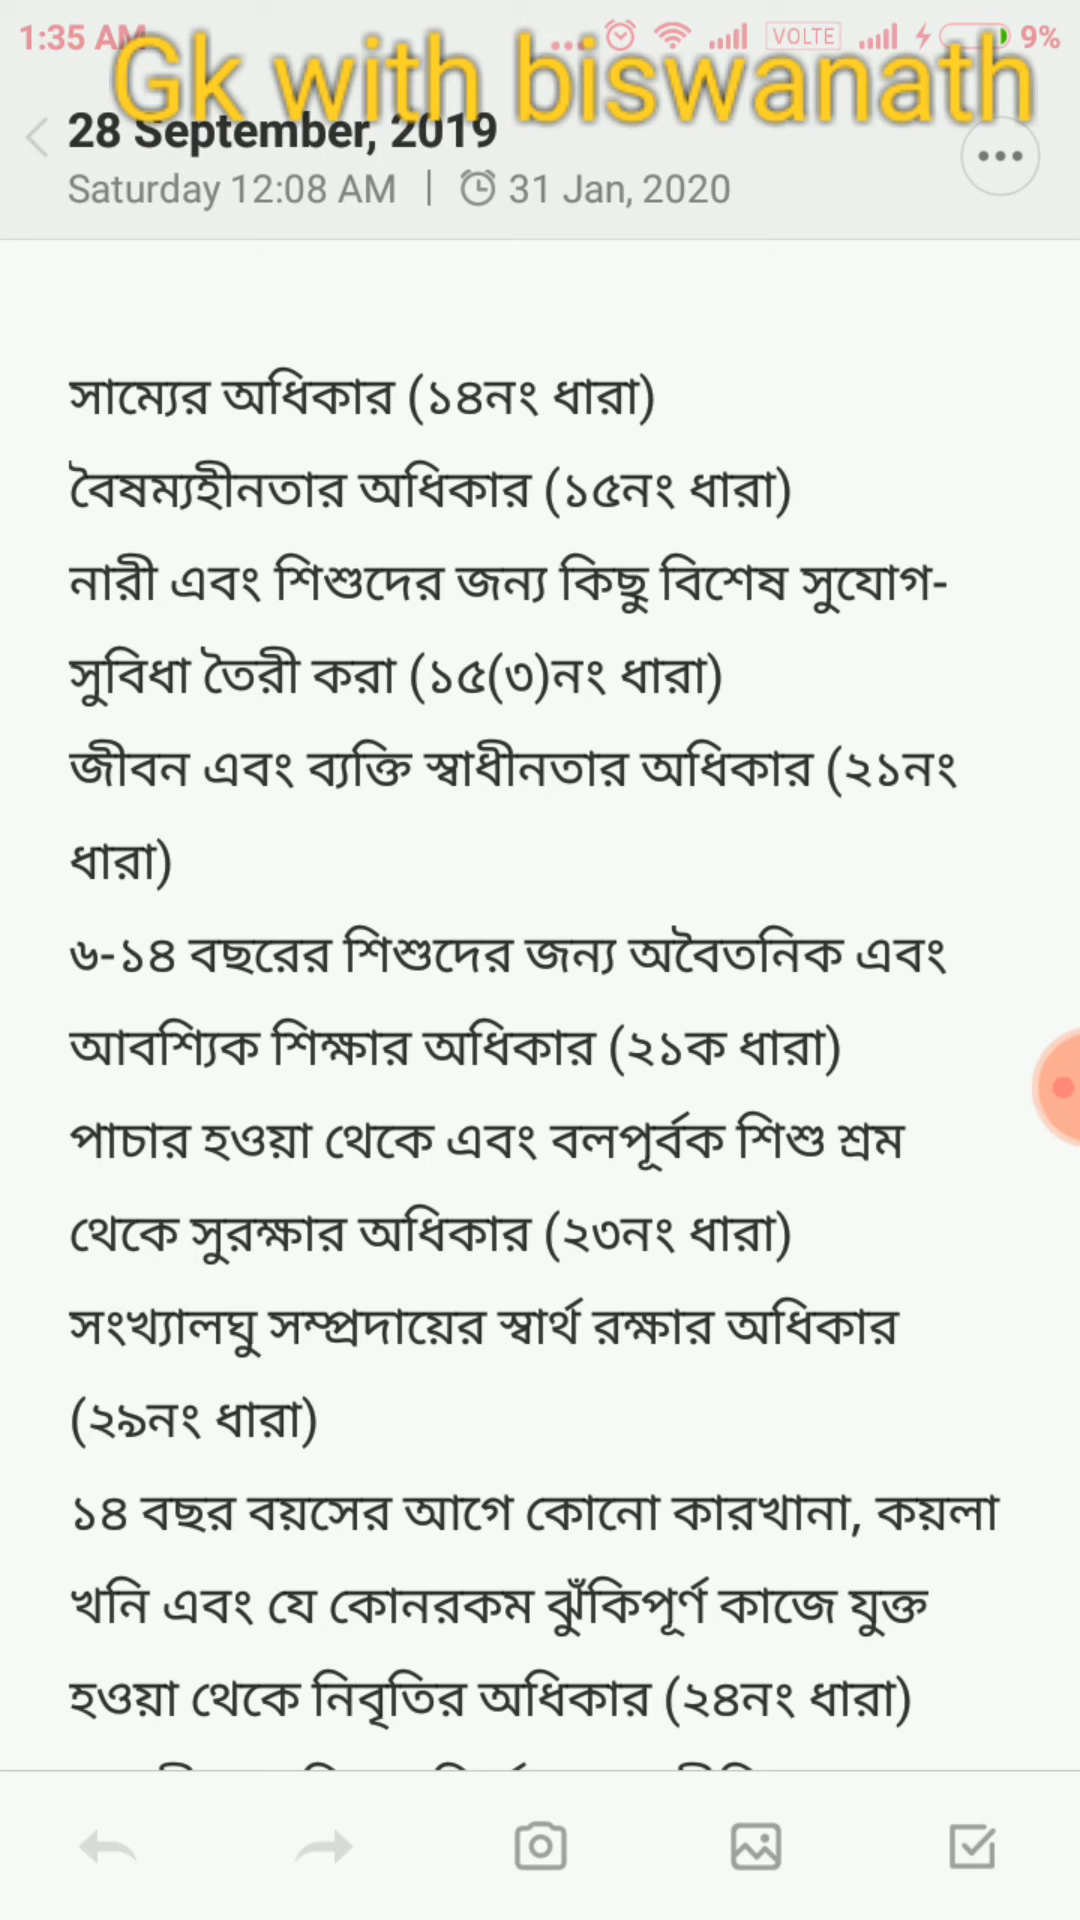 1:35 AM
VOLTE
9%
Gk with biswanath
28 September, 2019
Saturday 12:08 AM | 31 Jan, 2020
সাম্যের অধিকার (১৪নং ধারা)
বৈষম্যহীনতার অধিকার (১৫নং ধারা)
নারী এবং শিশুদের জন্য কিছু বিশেষ সুযোগ-
সুবিধা তৈরী করা (১৫(৩)নং ধারা)
জীবন এবং ব্যক্তি স্বাধীনতার অধিকার (২১নং
ধারা)
৬-১৪ বছরের শিশুদের জন্য অবৈতনিক এবং
আবশ্যিক শিক্ষার অধিকার (২১ক ধারা)
পাচার হওয়া থেকে এবং বলপূর্বক শিশু শ্রম
থেকে সুরক্ষার অধিকার (২৩নং ধারা)
সংখ্যালঘু সম্প্রদায়ের স্বার্থ রক্ষার অধিকার
(২৯নং ধারা)
১৪ বছর বয়সের আগে কোনো কারখানা, কয়লা
খনি এবং যে কোনরকম ঝুঁকিপূর্ণ কাজে যুক্ত
হওয়া থেকে নিবৃতির অধিকার (২৪নং ধারা)